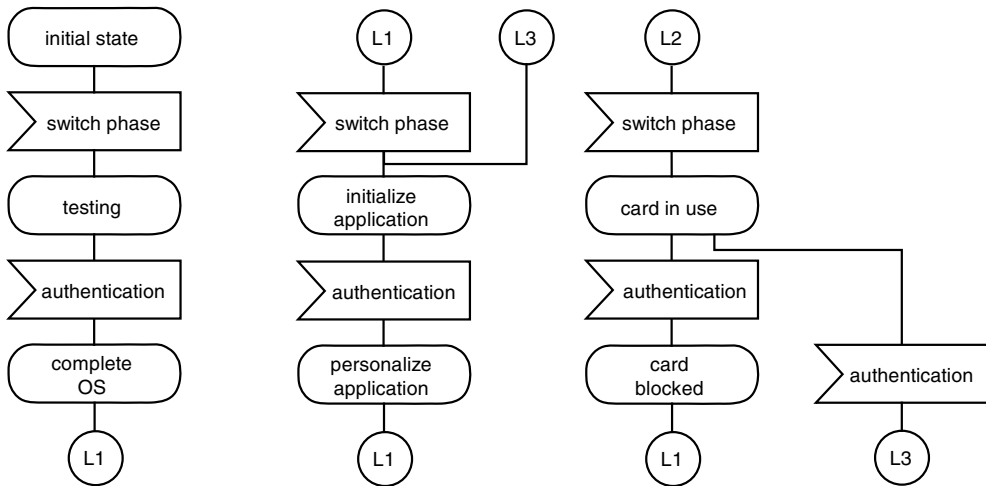 initial state
switch phase
testing
authentication
complete
OS
L1
L1
L3
switch phase
initialize
application
authentication
personalize
application
L1
L2
switch phase
card in use
authentication
card
blocked
L1
authentication
L3